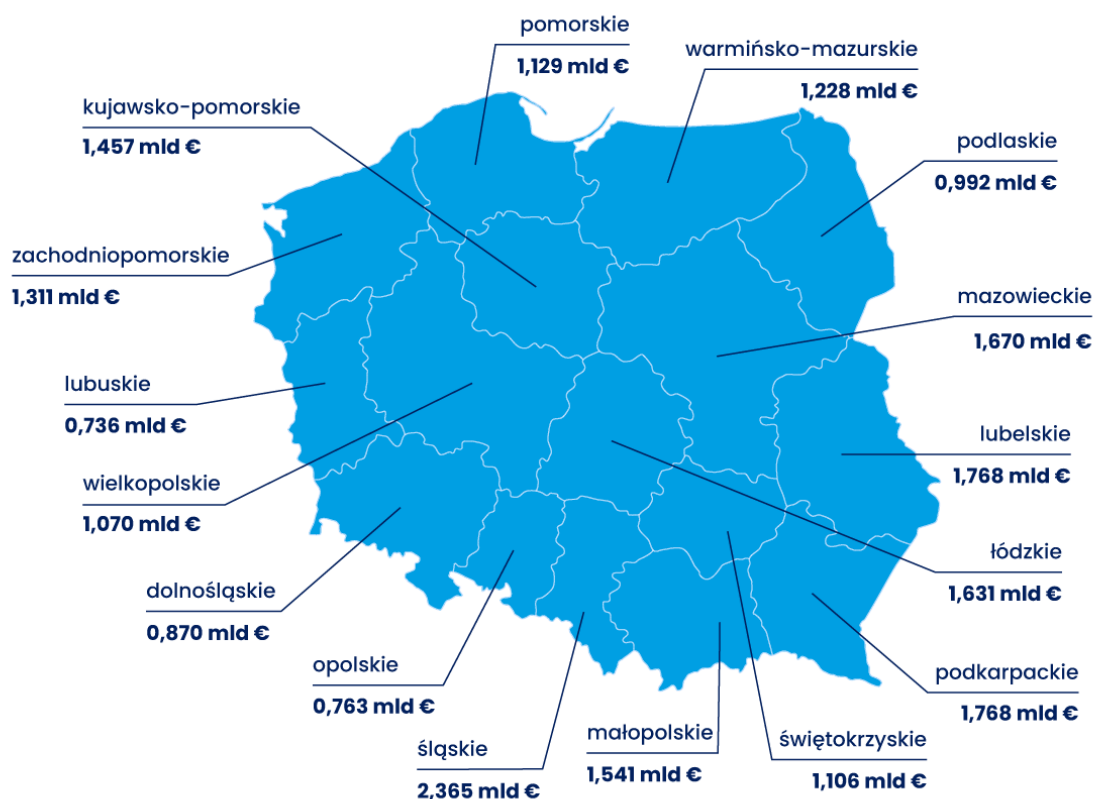 pomorskie
1,129 mld €
warmińsko-mazurskie
1,228 mld €
kujawsko-pomorskie
1,457 mld €
podlaskie
0,992 mld €
zachodniopomorskie
1,311 mld €
mazowieckie
1,670 mld €
lubuskie
0,736 mld €
lubelskie
1,768 mld €
wielkopolskie
1,070 mld €
łódzkie
1,631 mld €
dolnośląskie
0,870 mld €
opolskie
0,763 mld €
podkarpackie
1,768 mld €
małopolskie
1,541 mld €
świętokrzyskie
1,106 mld €
śląskie
2,365 mld €